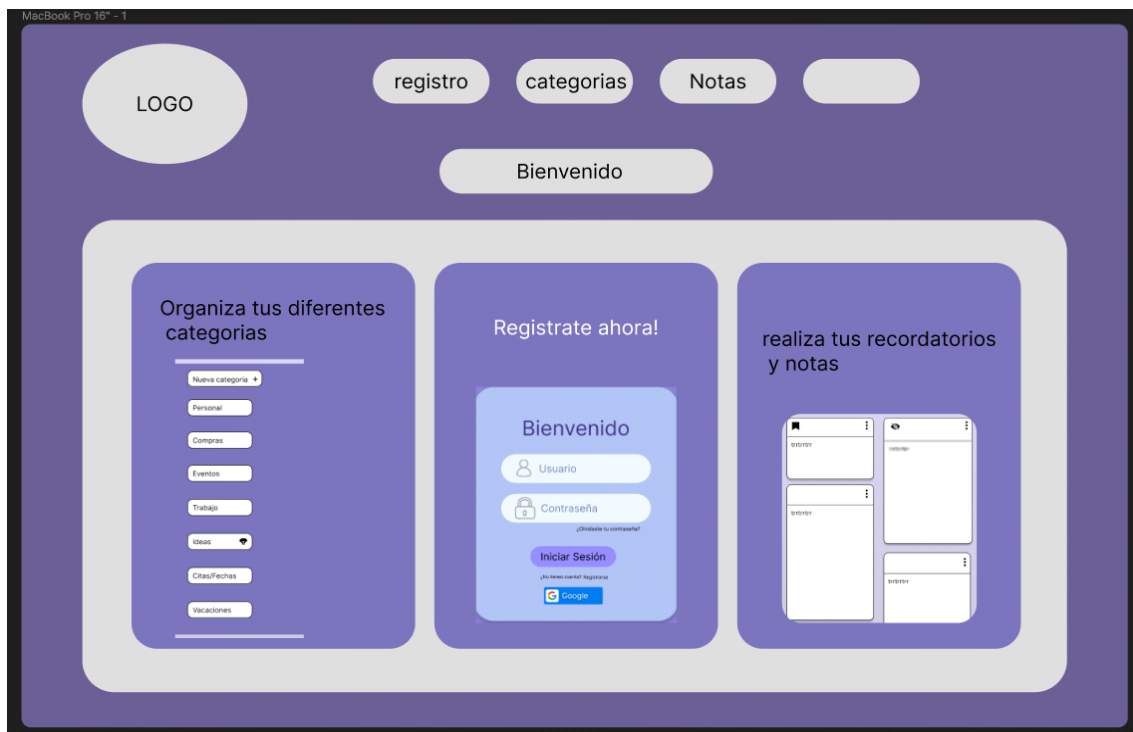 MacBook Pro 16" - 1
LOGO
registro
categorias
Notas
Bienvenido
Organiza tus diferentes
categorias
Nueva categoria +
Personal
Compras
Eventos
Trabajo
Ideas
Citas/Fechas
Vacaciones
Registrate ahora!
Bienvenido
Usuario
Contraseña
¿Olvidaste tu contraseña?
Iniciar Sesión
¿No tienes cuenta? Registrarse
G Google
realiza tus recordatorios
y notas